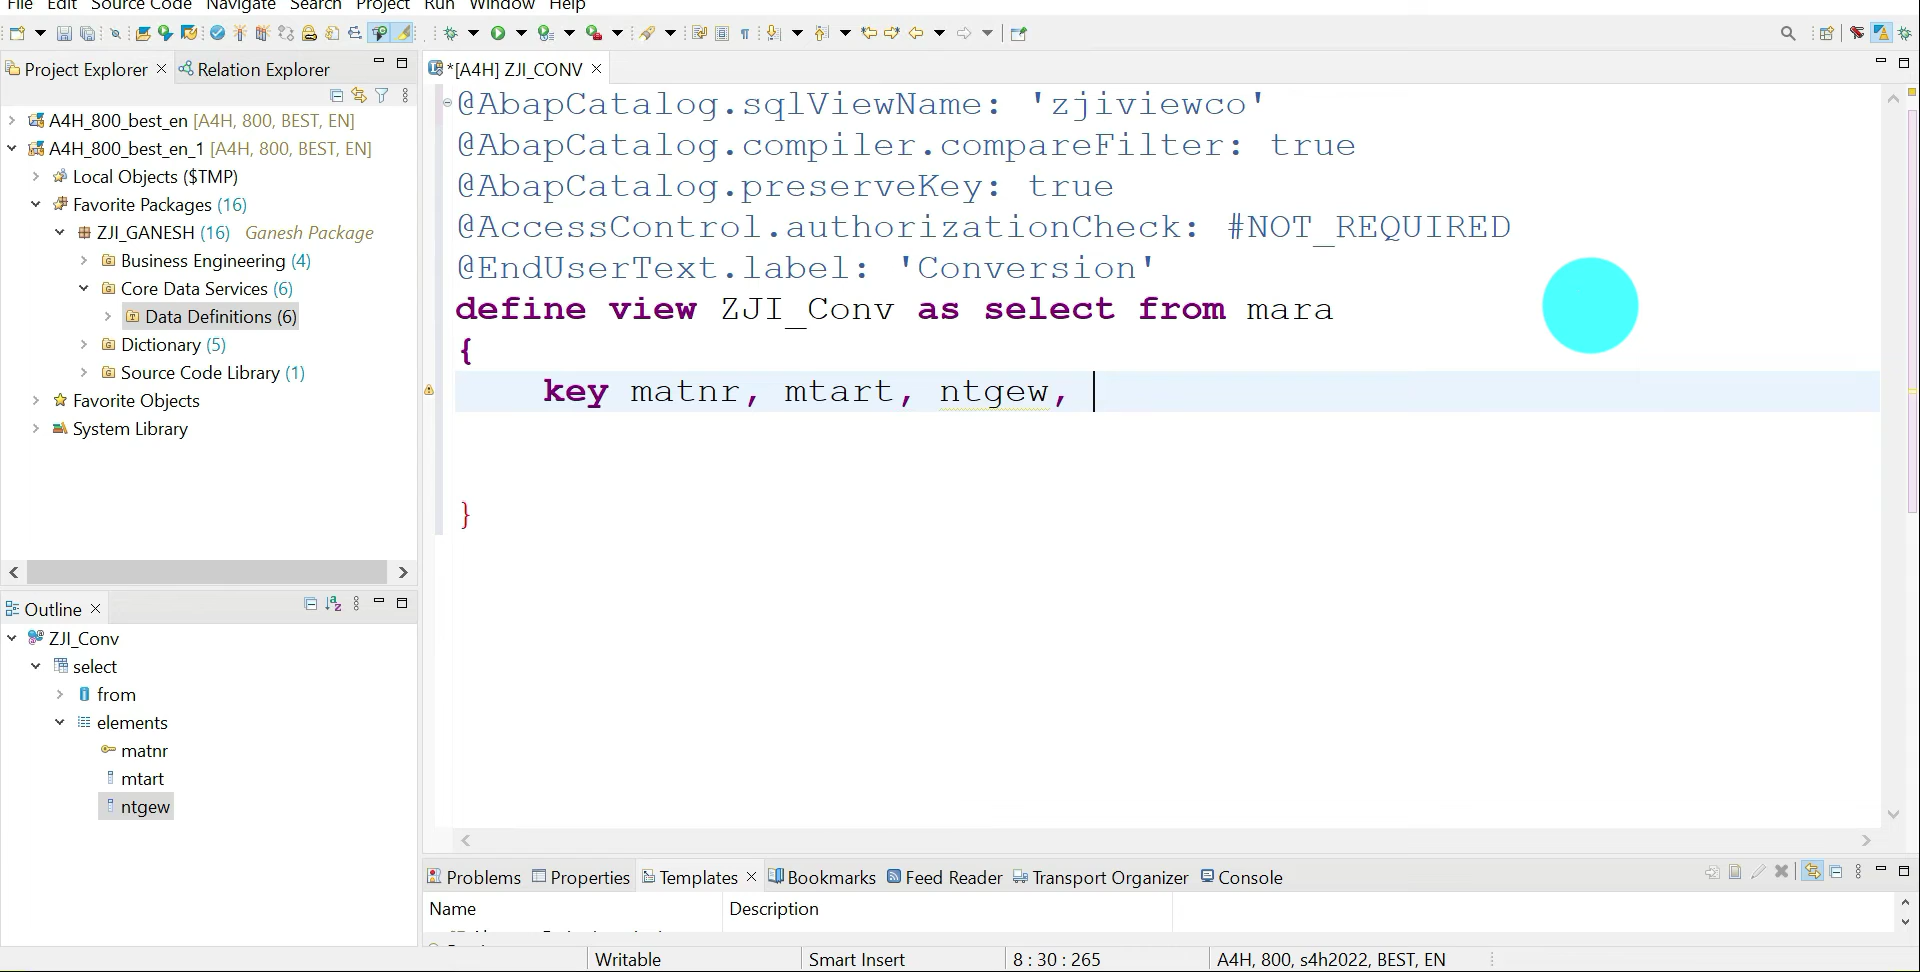 File Edit Source Code Navigate Search Project Run Window Help
Project Explorer
Relation Explorer
*[A4H] ZJI_CONV
A4H_800_best_en [A4H, 800, BEST, EN]
A4H_800_best_en_1 [A4H, 800, BEST, EN]
Local Objects ($TMP)
Favorite Packages (16)
ZJI_GANESH (16) Ganesh Package
Business Engineering (4)
Core Data Services (6)
Data Definitions (6)
Dictionary (5)
Source Code Library (1)
Favorite Objects
System Library
@AbapCatalog.sqlViewName: 'zjiviewco'
@AbapCatalog.compiler.compareFilter: true
@AbapCatalog.preserveKey: true
@AccessControl.authorizationCheck: #NOT_REQUIRED
@EndUserText.label: 'Conversion'
define view ZJI_Conv as select from mara
{
key matnr, mtart, ntgew,
}
Outline
ZJI_Conv
select
from
elements
matnr
mtart
ntgew
Problems Properties Templates Bookmarks Feed Reader Transport Organizer Console
Name Description
Writable Smart Insert 8 : 30 : 265 A4H, 800, s4h2022, BEST, EN